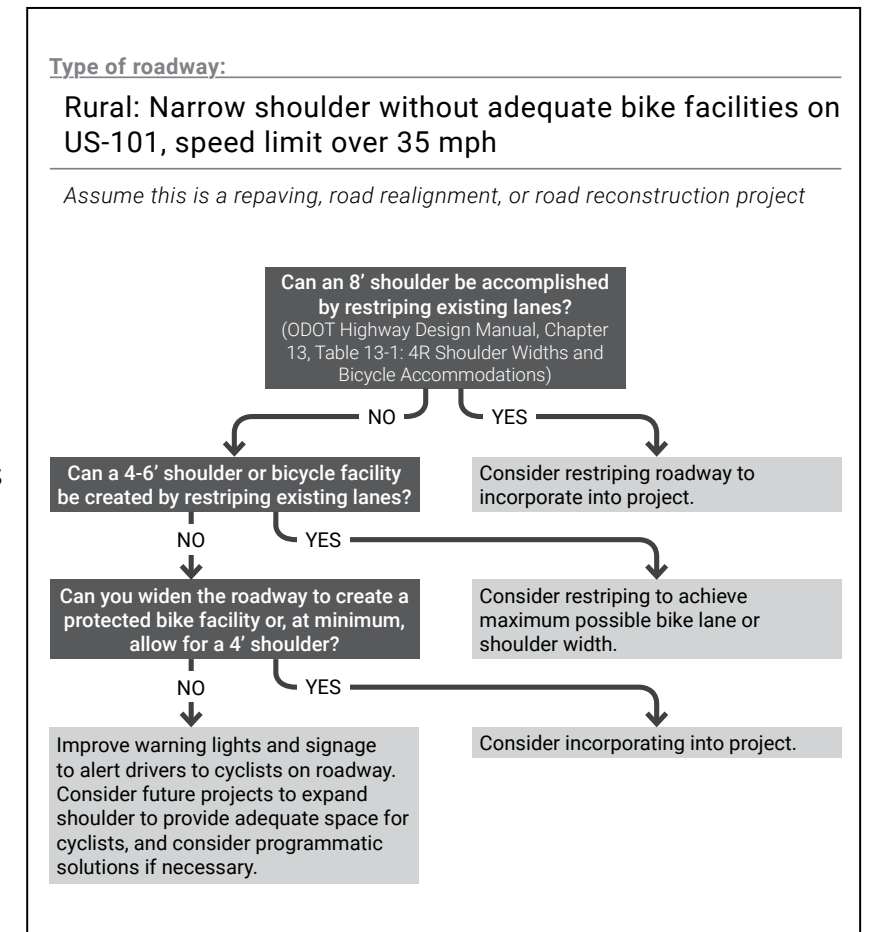 Type of roadway:
Rural: Narrow shoulder without adequate bike facilities on
US-101, speed limit over 35 mph
Assume this is a repaving, road realignment, or road reconstruction project
Can an 8’ shoulder be accomplished
by restriping existing lanes?
(ODOT Highway Design Manual, Chapter
13, Table 13-1: 4R Shoulder Widths and
Bicycle Accommodations)
NO
YES
Can a 4-6’ shoulder or bicycle facility
be created by restriping existing lanes?
Consider restriping roadway to
incorporate into project.
NO
YES
Can you widen the roadway to create a
protected bike facility or, at minimum,
allow for a 4’ shoulder?
Consider restriping to achieve
maximum possible bike lane or
shoulder width.
NO
YES
Improve warning lights and signage
to alert drivers to cyclists on roadway.
Consider future projects to expand
shoulder to provide adequate space for
cyclists, and consider programmatic
solutions if necessary.
Consider incorporating into project.